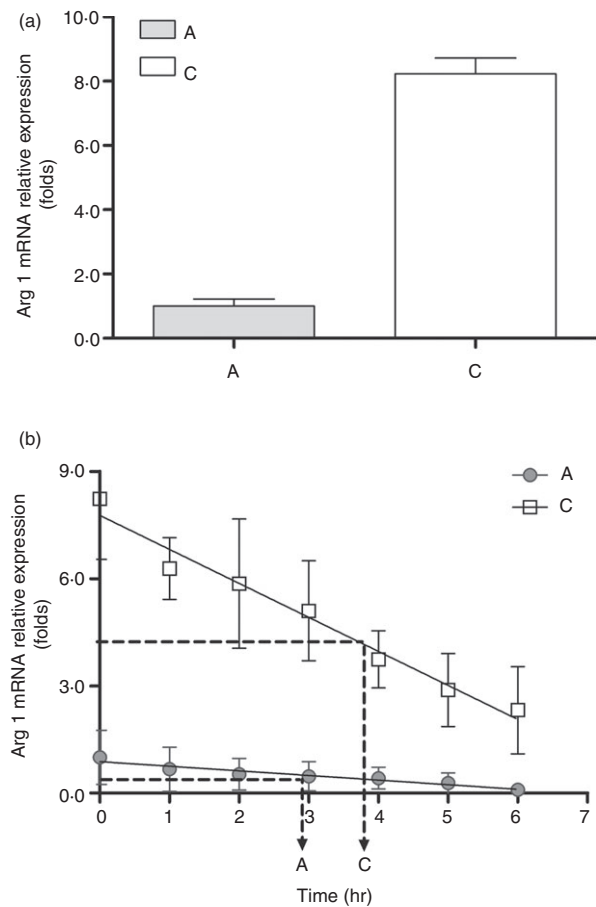 (a)
10·0
8·0
6·0
4·0
2·0
0·0
Arg 1 mRNA relative expression
(folds)
A
C
A
C
(b)
9·0
6·0
3·0
0·0
Arg 1 mRNA relative expression
(folds)
A
C
0 1 2 3 4 5 6 7
A C
Time (hr)